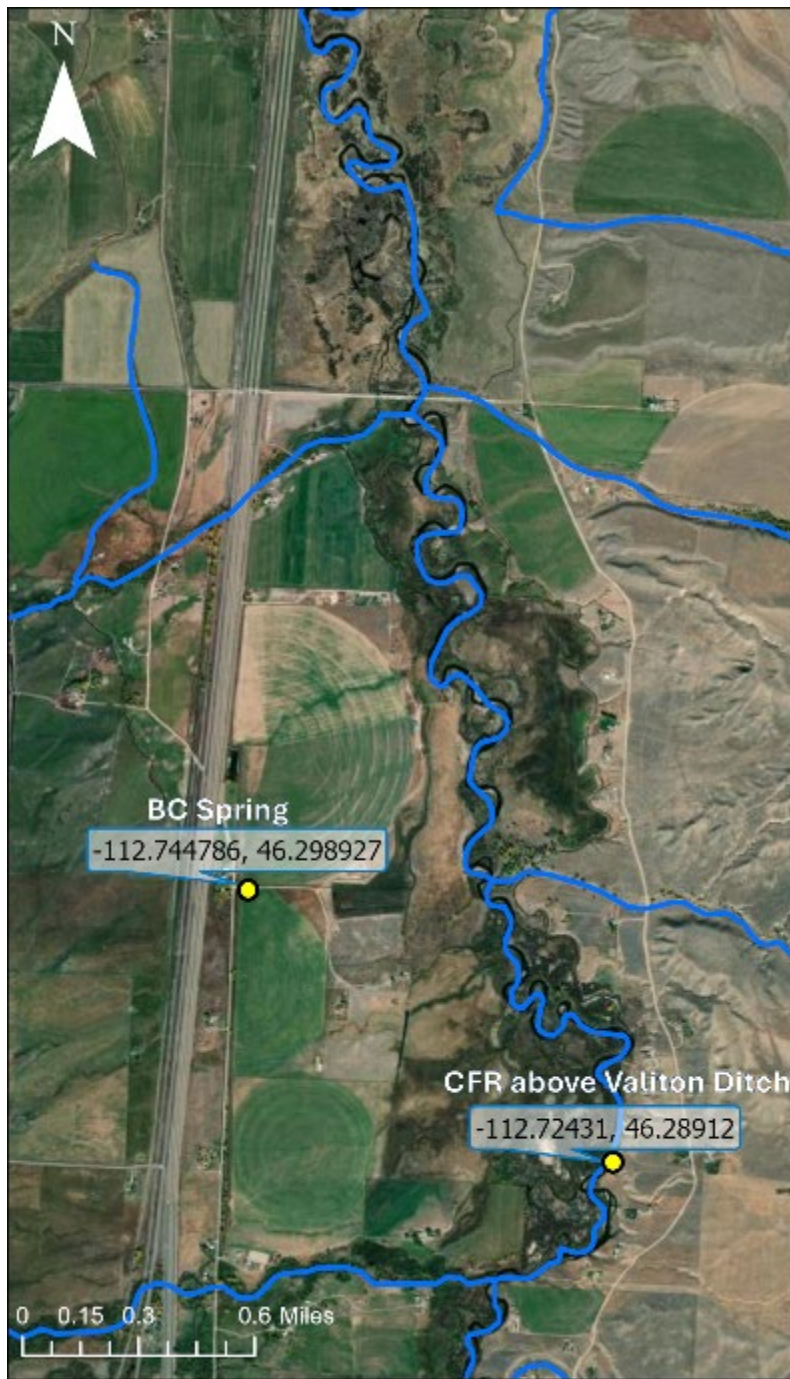 N
BC Spring
-112.744786, 46.298927
CFR above Valiton Ditch
-112.72431, 46.28912
0 0.15 0.3 0.6 Miles